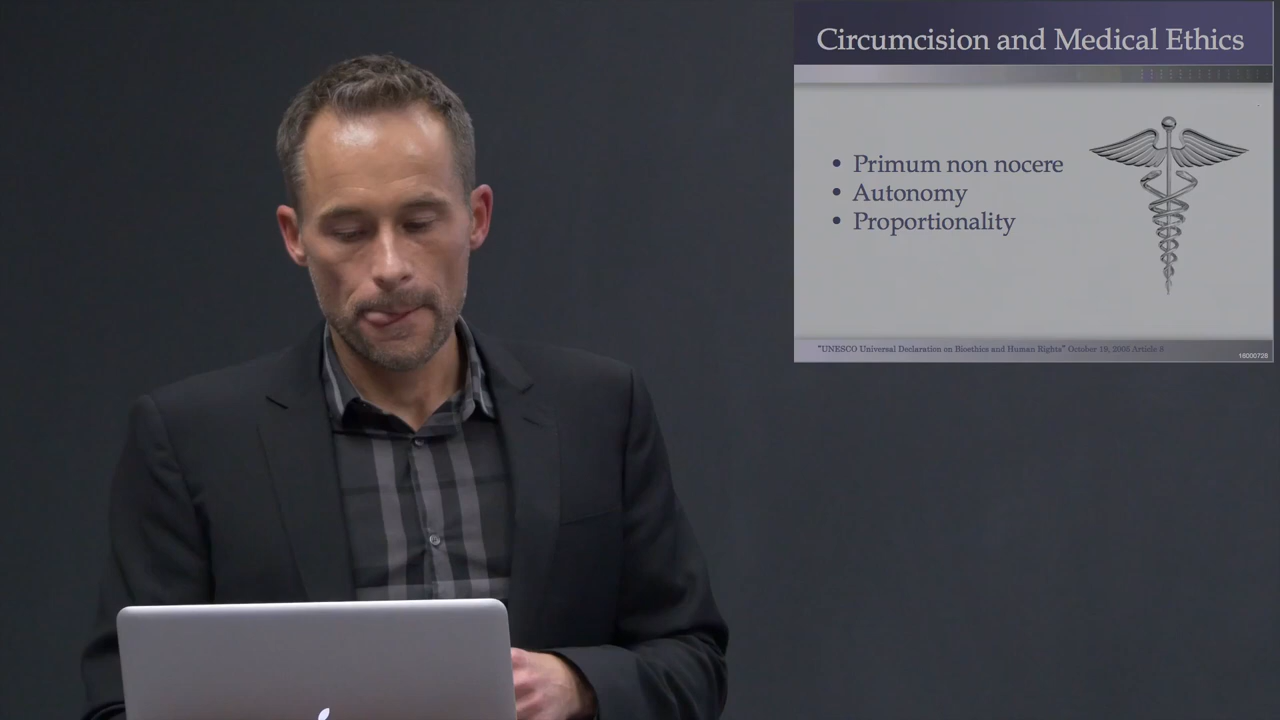 Circumcision and Medical Ethics
• Primum non nocere
• Autonomy
• Proportionality
"UNESCO Universal Declaration on Bioethics and Human Rights" October 19, 2005 Article 8
16000728